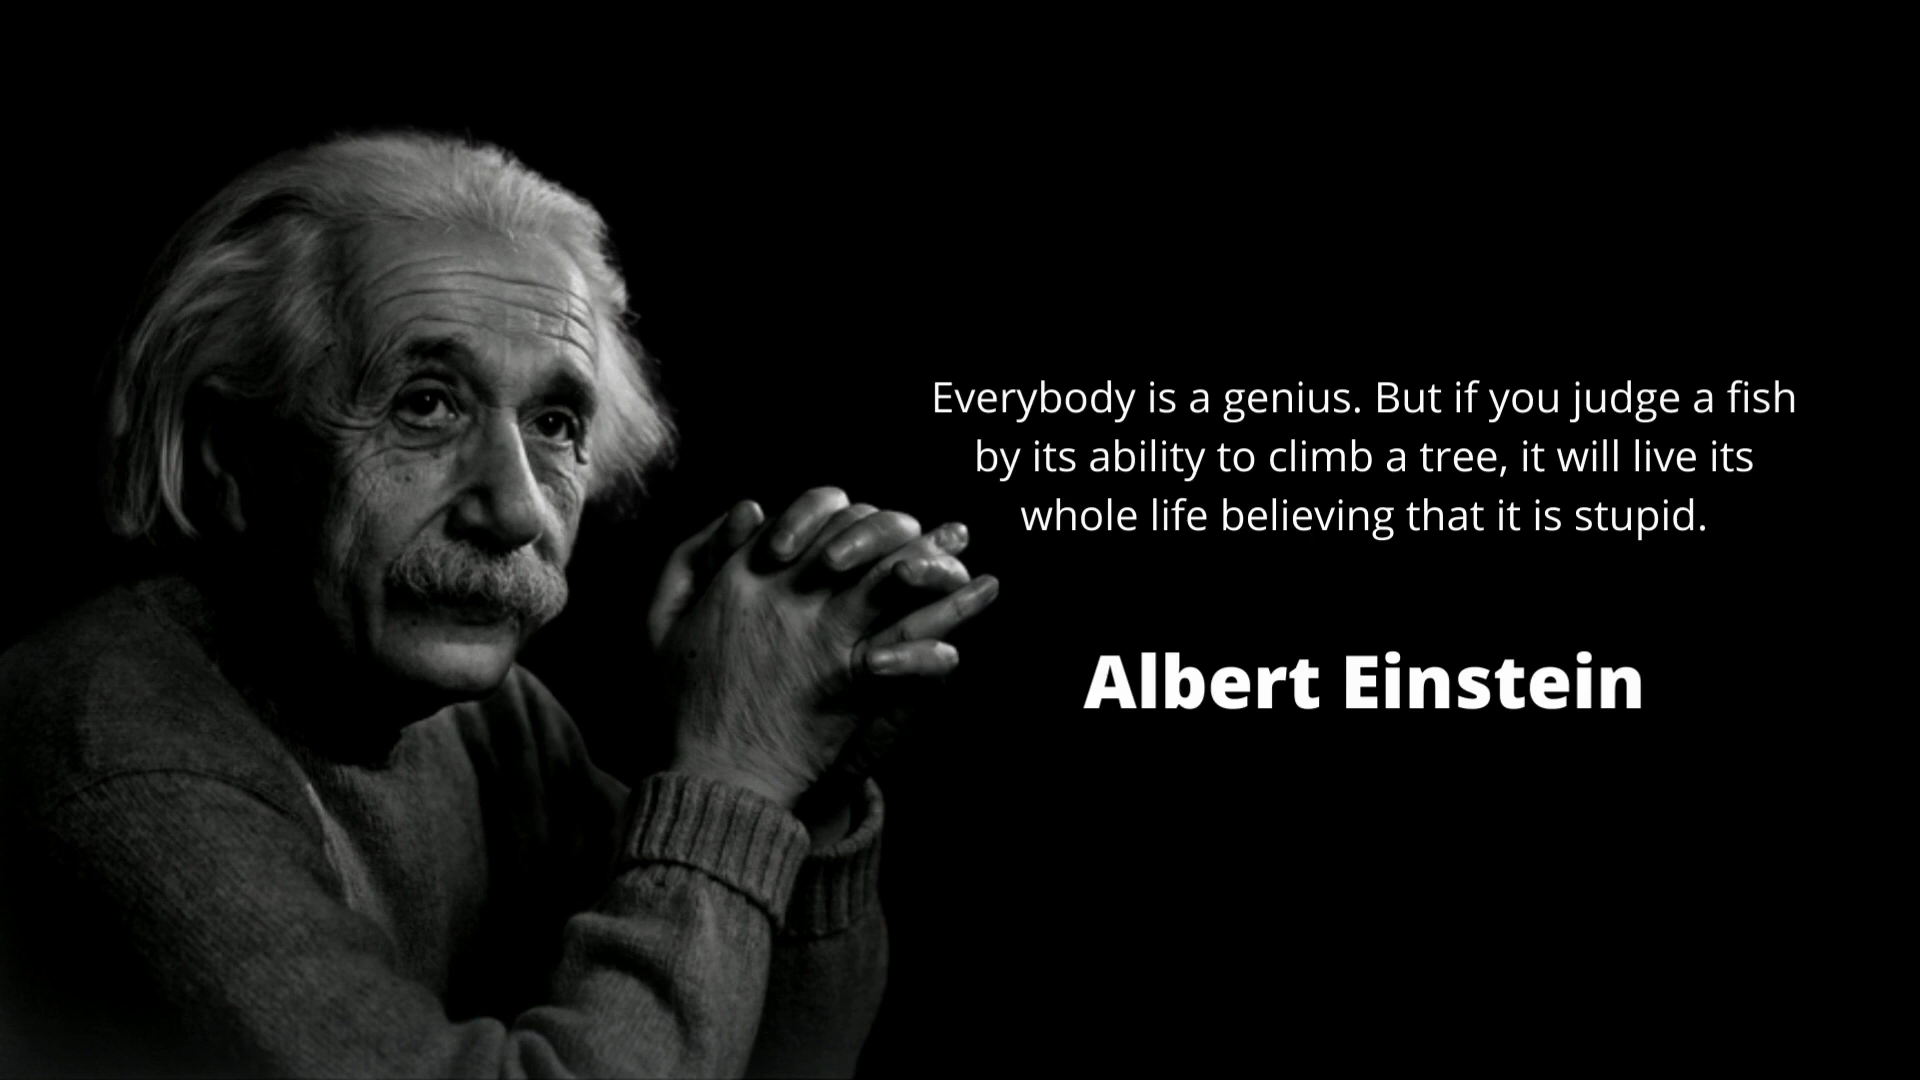 Everybody is a genius. But if you judge a fish
by its ability to climb a tree, it will live its
whole life believing that it is stupid.
Albert Einstein